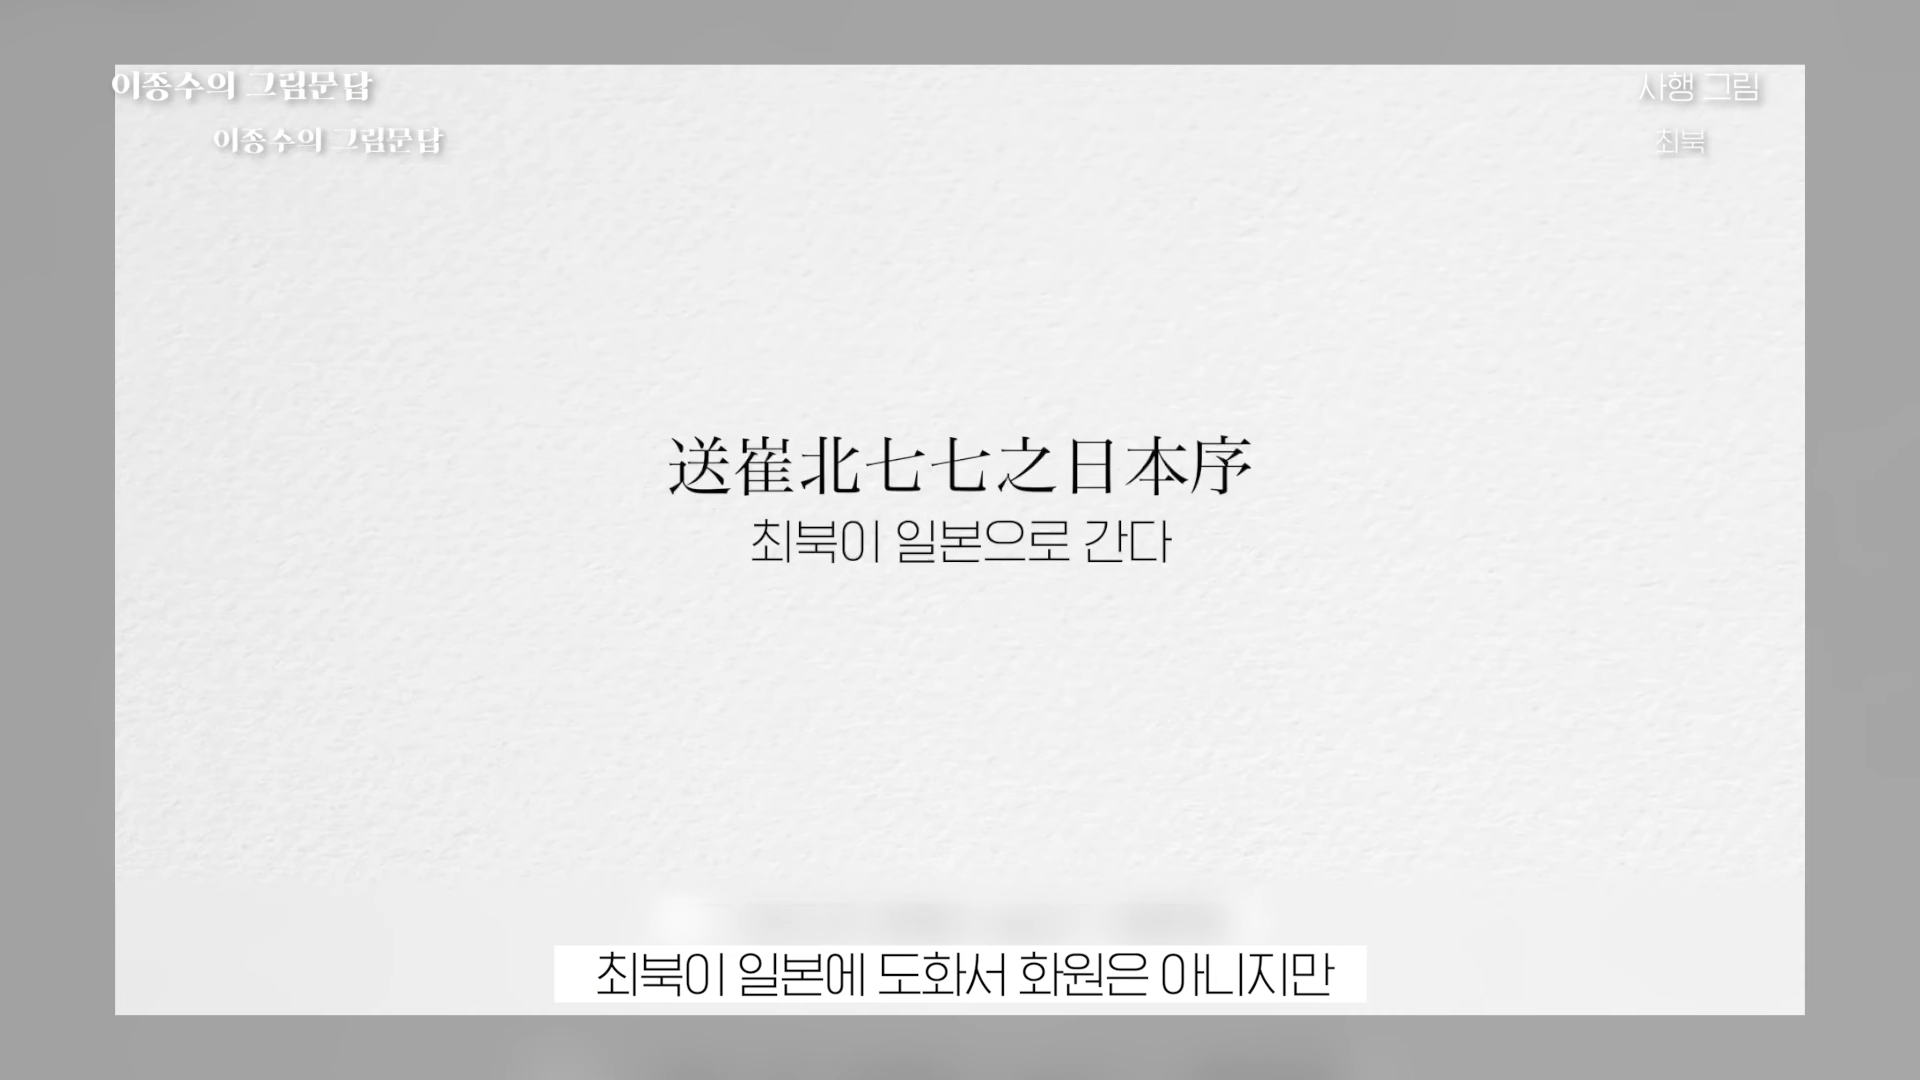 이종수의 그림문답
사행 그림
이종수의 그림문답
최북
送崔北七七之日本序
최북이 일본으로 간다
최북이 일본에 도화서 화원은 아니지만